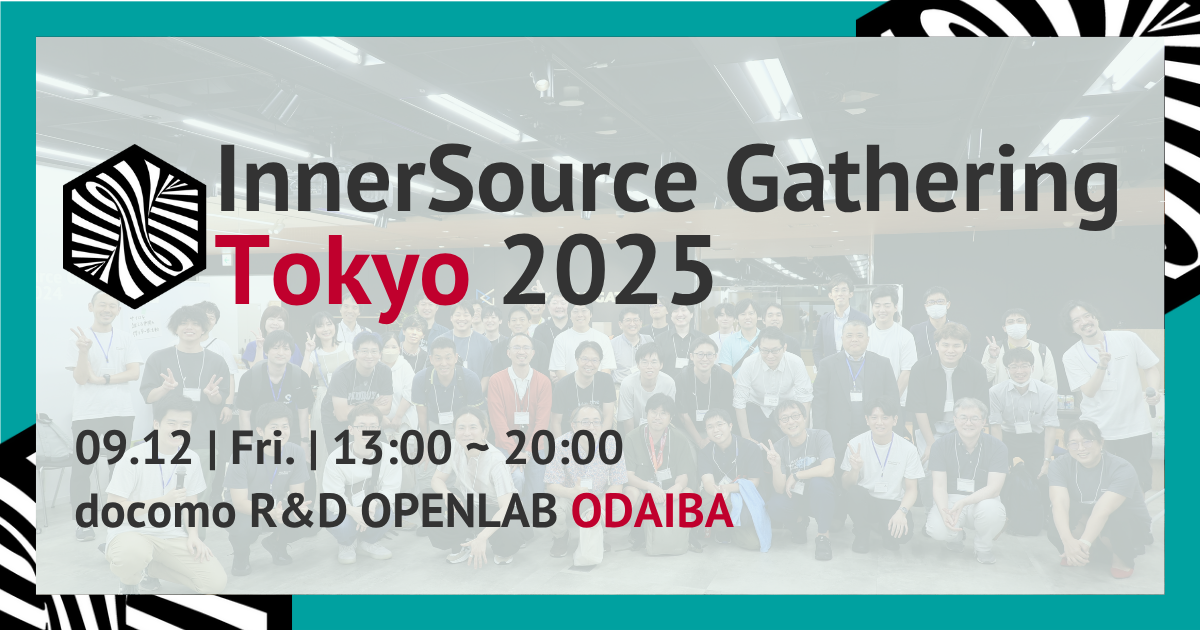 InnerSource Gathering
Tokyo 2025
09.12 | Fri. | 13:00 ~ 20:00
docomo R&D OPENLAB ODAIBA